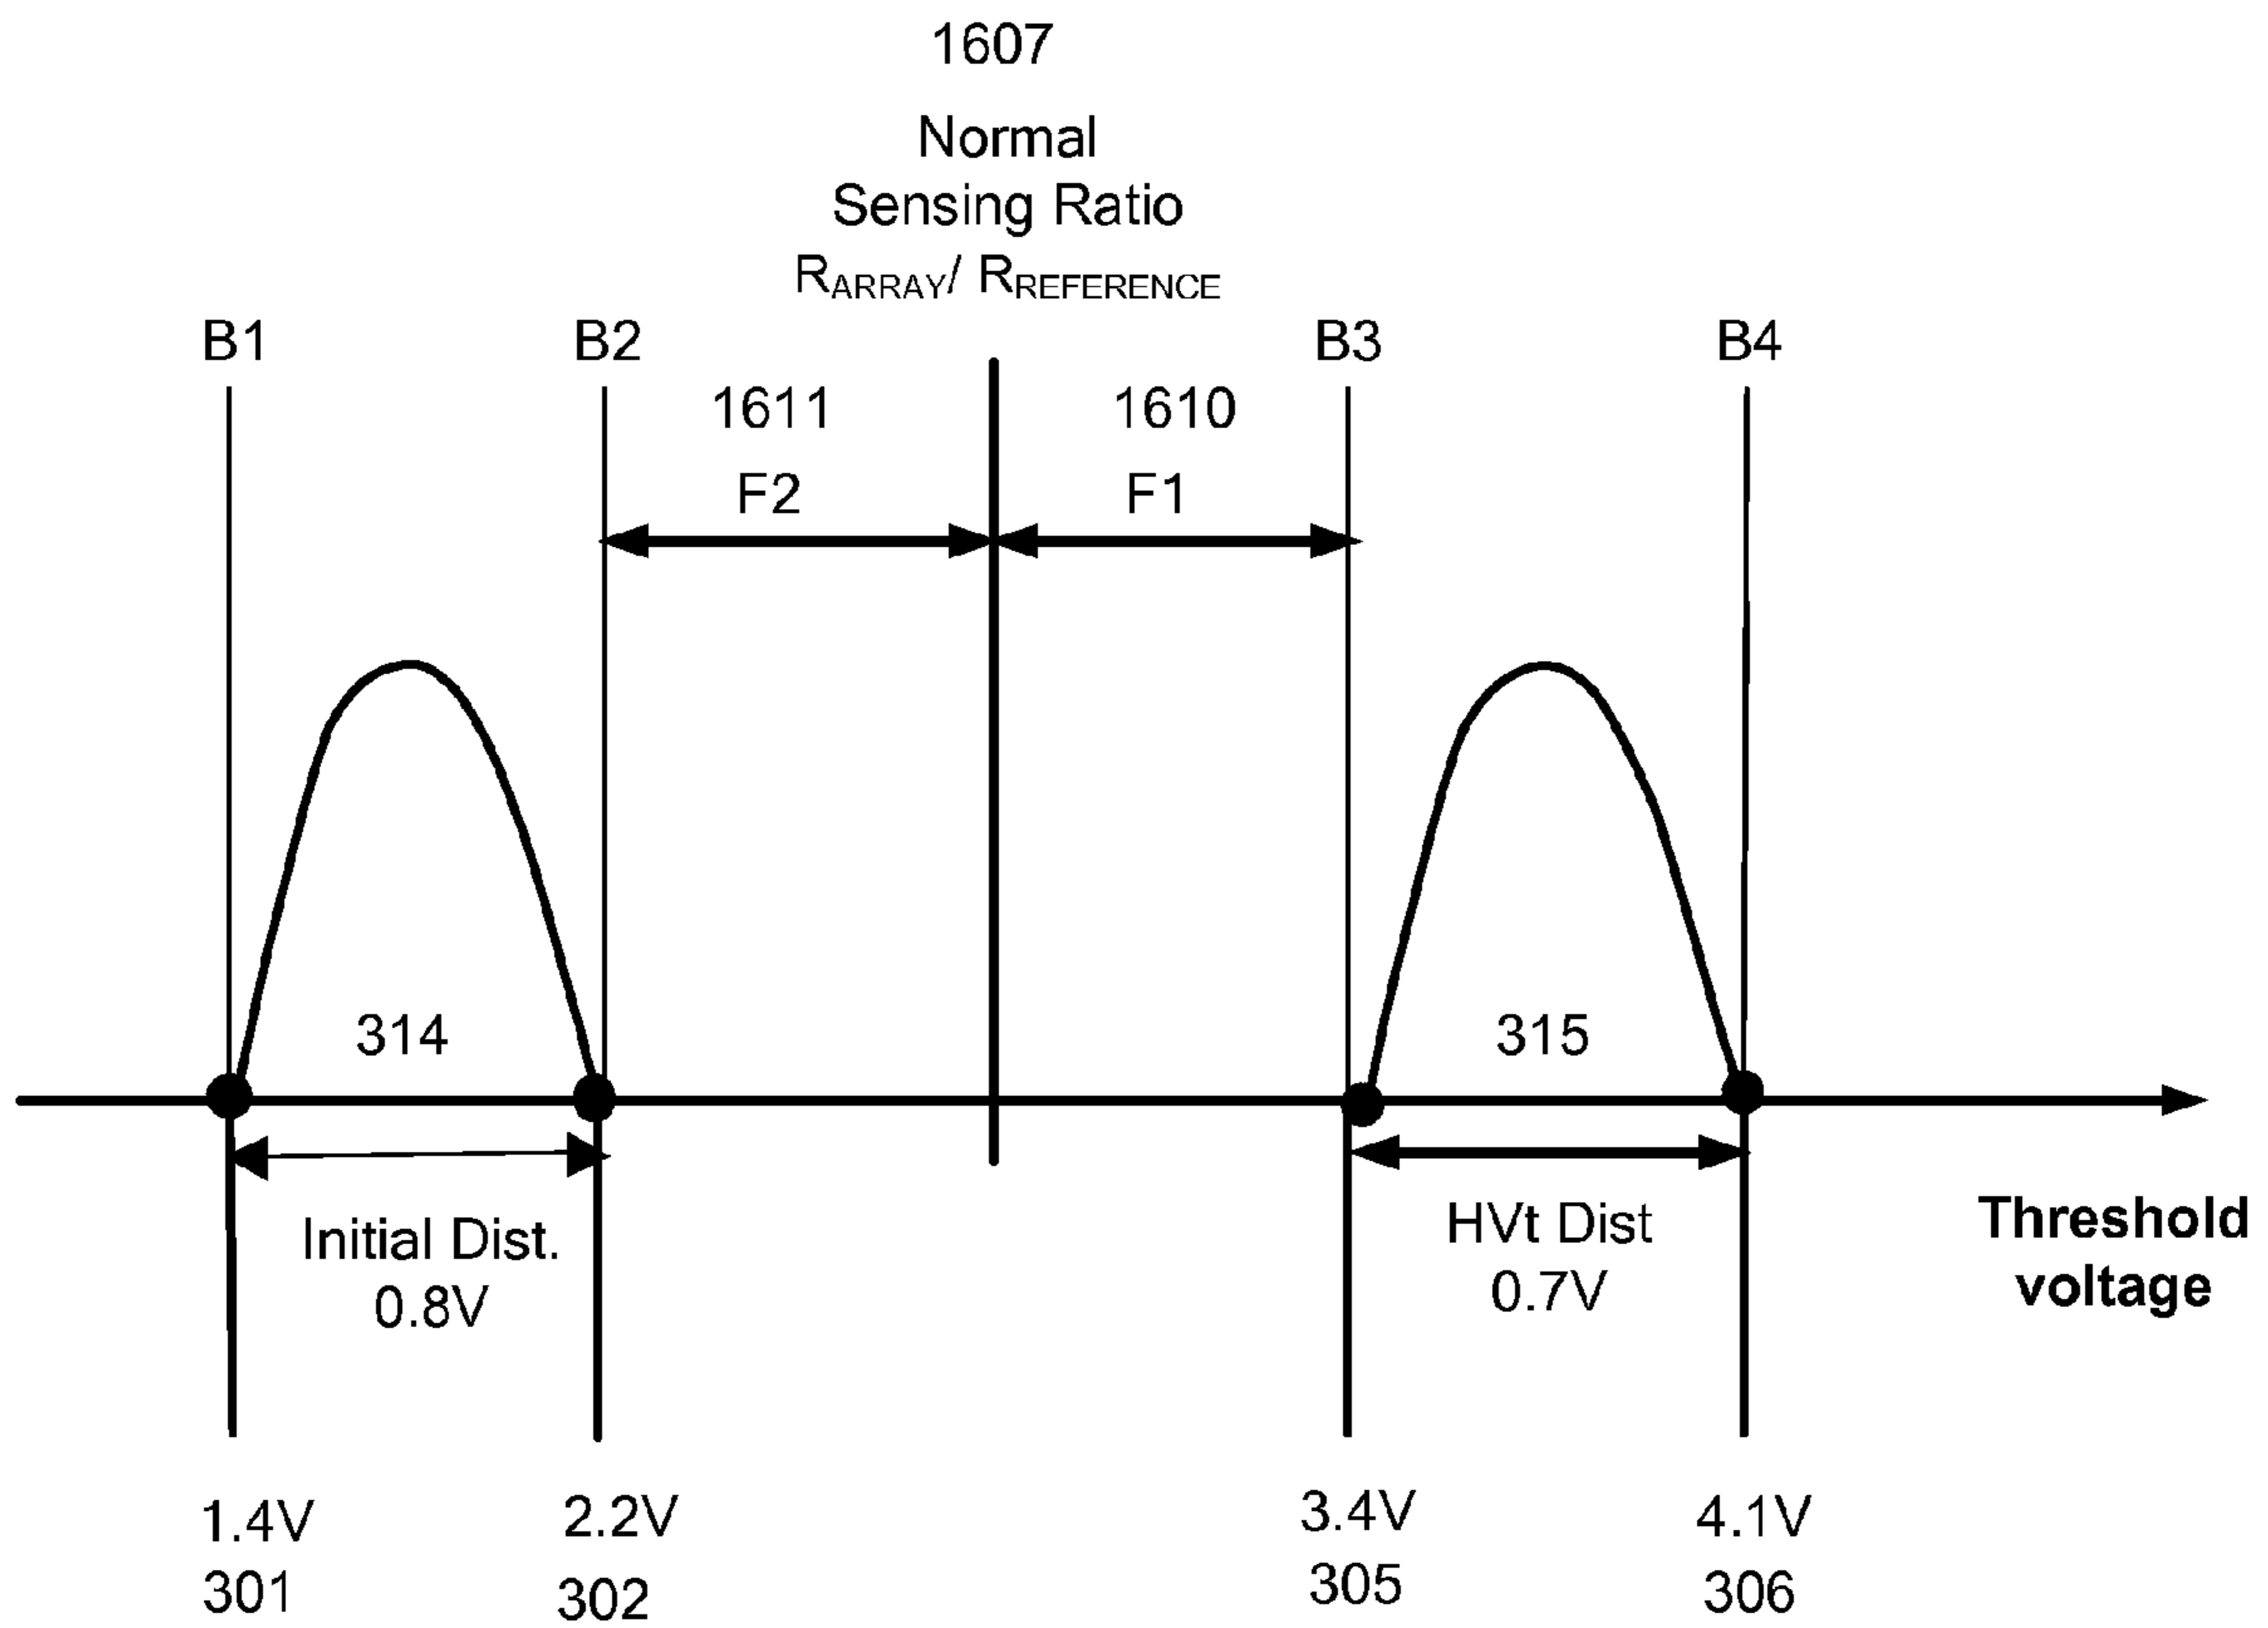 1607
Normal
Sensing Ratio
RARRAY/ RREFERENCE
B1 B2 B3 B4
1611 1610
F2 F1
314 315
Initial Dist.
0.8V
HVt Dist
0.7V
Threshold
voltage
1.4V 2.2V 3.4V 4.1V
301 302 305 306